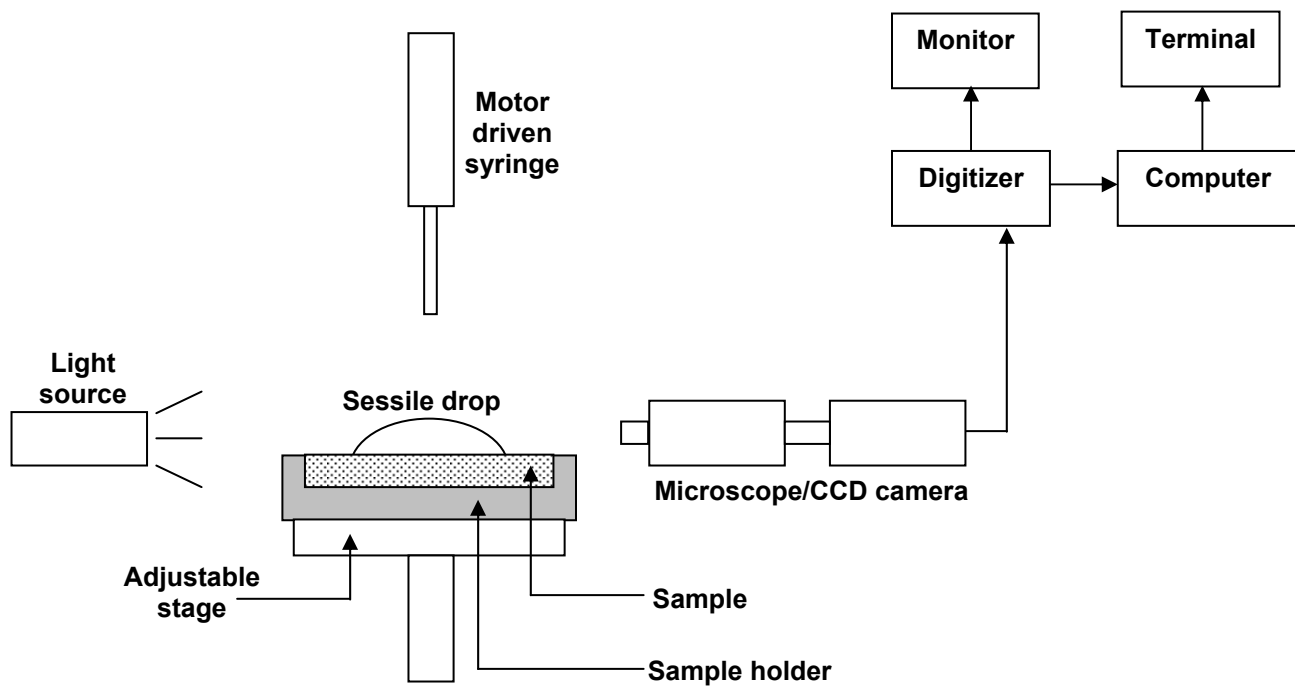 Monitor
Terminal
Motor
driven
syringe
Digitizer
Computer
Light
source
Sessile drop
Microscope/CCD camera
Adjustable
stage
Sample
Sample holder